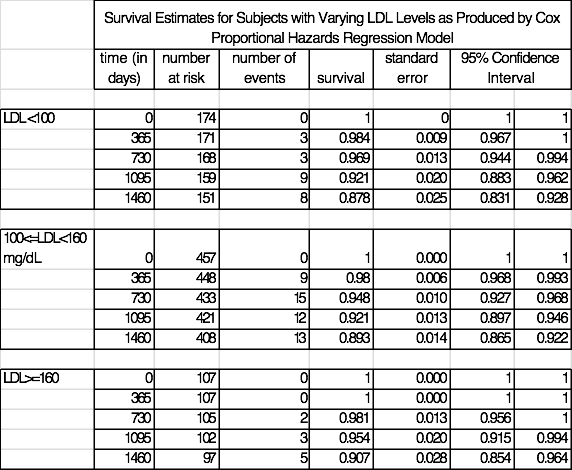 Survival Estimates for Subjects with Varying LDL Levels as Produced by Cox
Proportional Hazards Regression Model
time (in days) number at risk number of events survival standard error 95% Confidence Interval
LDL<100 0 174 0 1 0 1 1
365 171 3 0.984 0.009 0.967 1
730 168 3 0.969 0.013 0.944 0.994
1095 159 9 0.921 0.020 0.883 0.962
1460 151 8 0.878 0.025 0.831 0.928
100<=LDL<160
mg/dL 0 457 0 1 0.000 1 1
365 448 9 0.98 0.006 0.968 0.993
730 433 15 0.948 0.010 0.927 0.968
1095 421 12 0.921 0.013 0.897 0.946
1460 408 13 0.893 0.014 0.865 0.922
LDL>=160 0 107 0 1 0.000 1 1
365 107 0 1 0.000 1 1
730 105 2 0.981 0.013 0.956 1
1095 102 3 0.954 0.020 0.915 0.994
1460 97 5 0.907 0.028 0.854 0.964